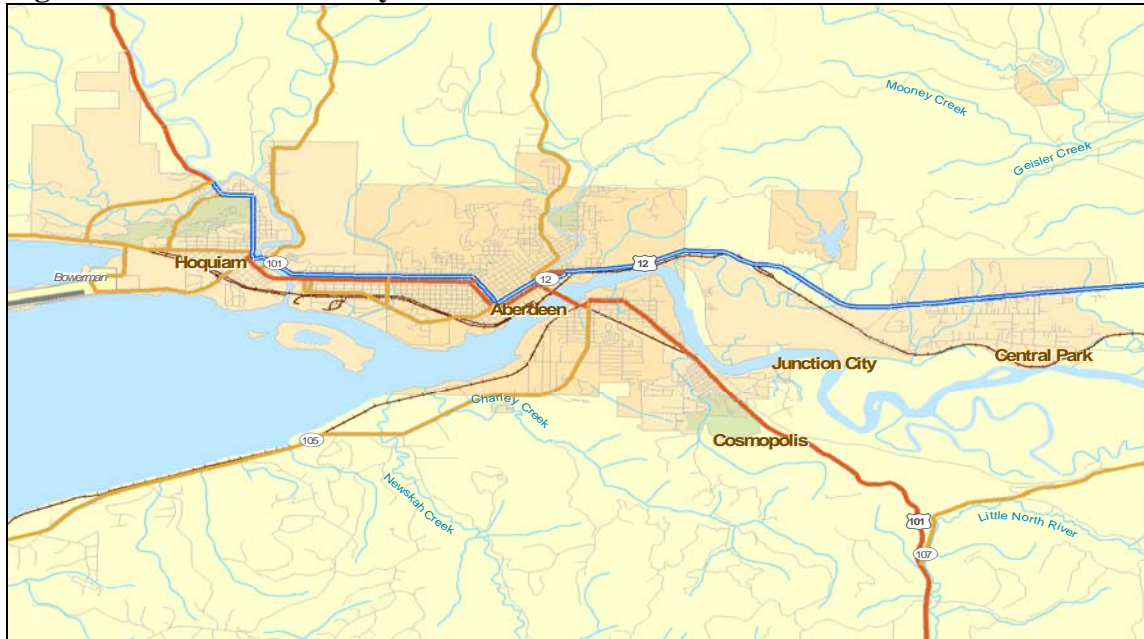 Mooney Creek
Geisler Creek
Hoquiam
101
12
Bowerman
12
Aberdeen
Central Park
Junction City
Charley Creek
105
Cosmopolis
Newskah Creek
101
Little North River
107